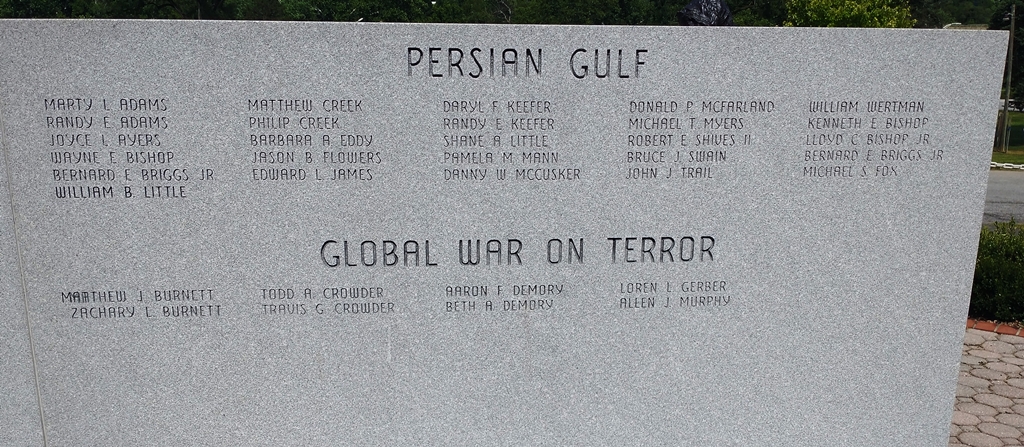 PERSIAN GULF
MARTY L ADAMS
RANDY E. ADAMS
JOYCE L. AYERS
WAYNE E. BISHOP
BERNARD E. BRIGGS JR.
WILLIAM B. LITTLE
MATTHEW CREEK
PHILIP CREEK
BARBARA A. EDDY
JASON B. FLOWERS
EDWARD L. JAMES
DARYL F. KEEFER
RANDY E. KEEFER
SHANE A. LITTLE
PAMELA M. MANN
DANNY W. MCCUSKER
DONALD P. MCFARLAND
MICHAEL T. MYERS
ROBERT E. SHIVES II
BRUCE J. SWAIN
JOHN J. TRAIL
WILLIAM WERTMAN
KENNETH E. BISHOP
LLOYD C. BISHOP JR.
BERNARD E. BRIGGS JR.
MICHAEL S. FOX
GLOBAL WAR ON TERROR
MATTHEW J. BURNETT
ZACHARY L. BURNETT
TODD A. CROWDER
TRAVIS G. CROWDER
AARON F. DEMORY
BETH A. DEMORY
LOREN L. GERBER
ALLEN J. MURPHY